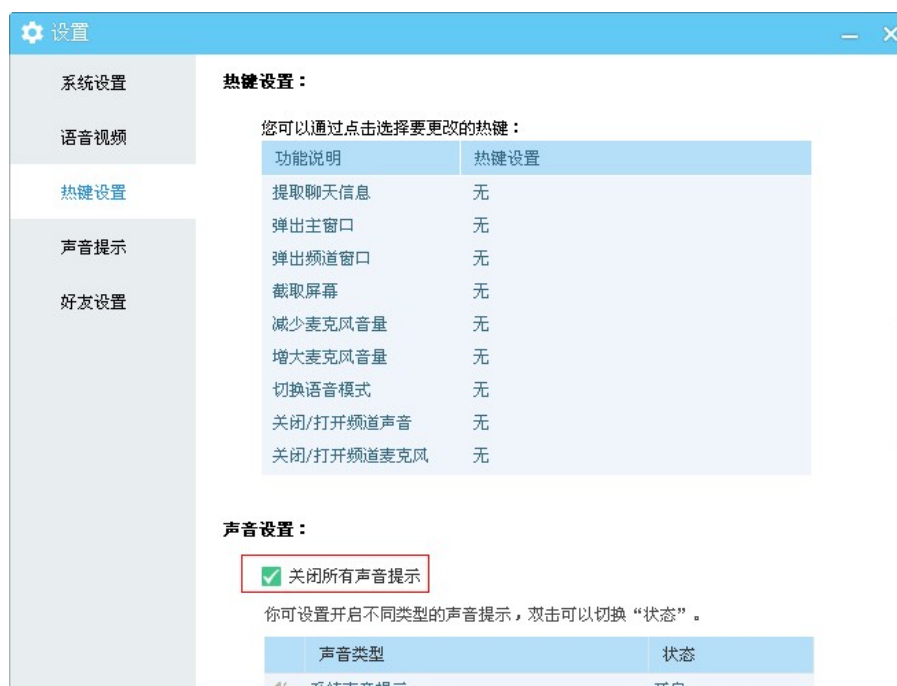 设置
系统设置
语音视频
热键设置
声音提示
好友设置
热键设置：
您可以通过点击选择要更改的热键：
功能说明 热键设置
提取聊天信息 无
弹出主窗口 无
弹出频道窗口 无
截取屏幕 无
减少麦克风音量 无
增大麦克风音量 无
切换语音模式 无
关闭/打开频道声音 无
关闭/打开频道麦克风 无
声音设置：
关闭所有声音提示
你可设置开启不同类型的声音提示，双击可以切换“状态”。
声音类型 状态